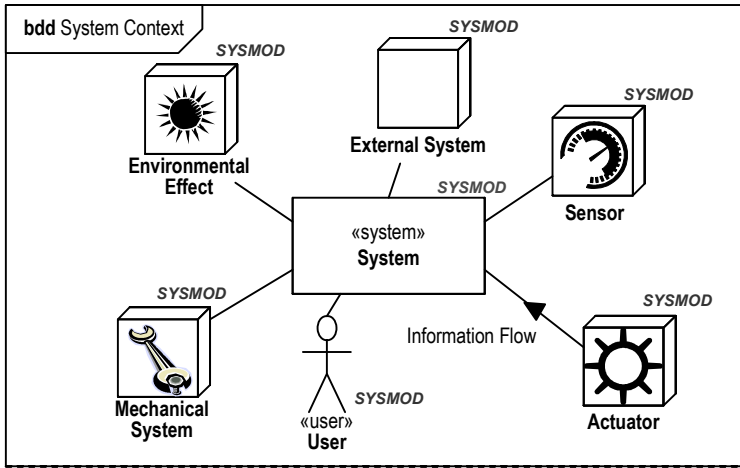 bdd System Context
SYSMOD
SYSMOD
SYSMOD
Environmental
Effect
External System
Sensor
SYSMOD
«system»
System
SYSMOD
SYSMOD
Information Flow
Mechanical
System
SYSMOD
«user»
User
Actuator